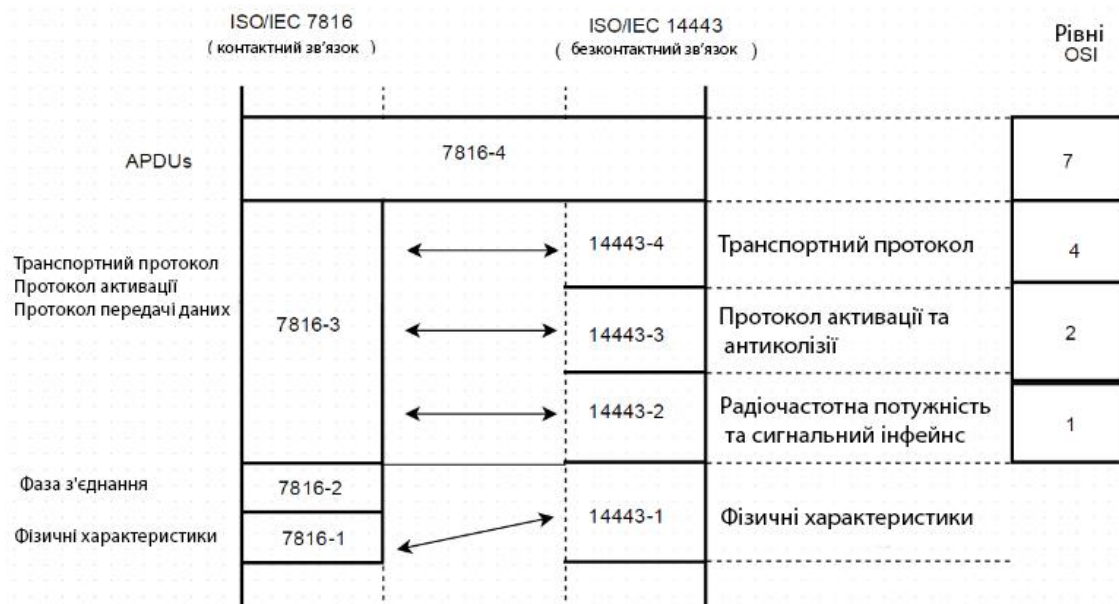 ISO/IEC 7816
( контактний зв'язок )
ISO/IEC 14443
( безконтактний зв'язок )
Рівні
OSI
APDUs
7816-4
7
Транспортний протокол
Протокол активації
Протокол передачі даних
7816-3
14443-4
Транспортний протокол
4
14443-3
Протокол активації та
антиколізії
2
14443-2
Радіочастотна потужність
та сигнальний інфейнс
1
Фаза з'єднання
7816-2
Фізичні характеристики
7816-1
14443-1
Фізичні характеристики